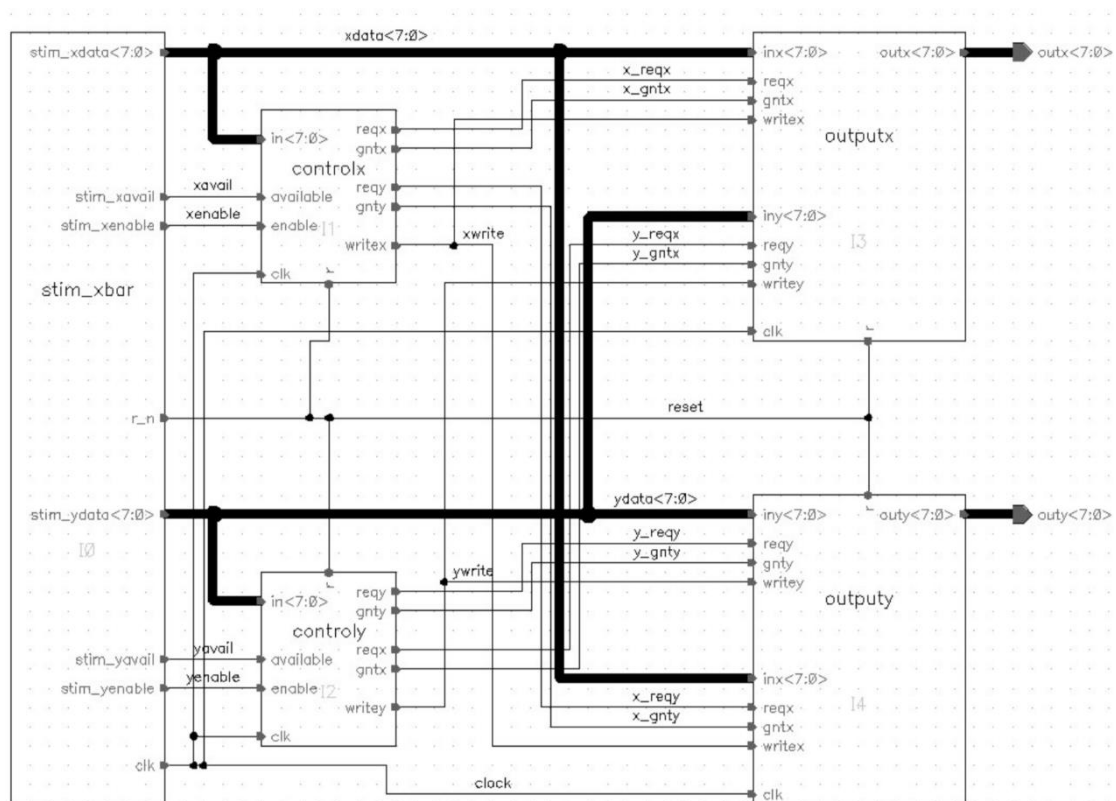 xdata<7:0>
stim_xdata<7:0>
inx<7:0>
outx<7:0>
outx<7:0>
x_reqx
reqx
x_gntx
gntx
writex
reqx
in<7:0>
gntx
outputx
controlx
reqy
xavail
stim_xavail
available
gnty
xenable
iny<7:0>
stim_xenable
enable
I1
y_reqx
xwrite
writex
reqy
I3
y_gntx
gnty
clk
writey
r
stim_xbar
clk
r
reset
r_n
ydata<7:0>
r
stim_ydata<7:0>
iny<7:0>
outy<7:0>
outy<7:0>
y_reqy
reqy
I0
y_gnty
gnty
ywrite
writey
r
reqy
in<7:0>
gnty
outputy
controly
reqx
yavail
stim_yavail
available
gntx
yenable
inx<7:0>
stim_yenable
enable
I2
x_reqy
writey
reqx
I4
x_gnty
gntx
clk
writex
clk
clock
clk